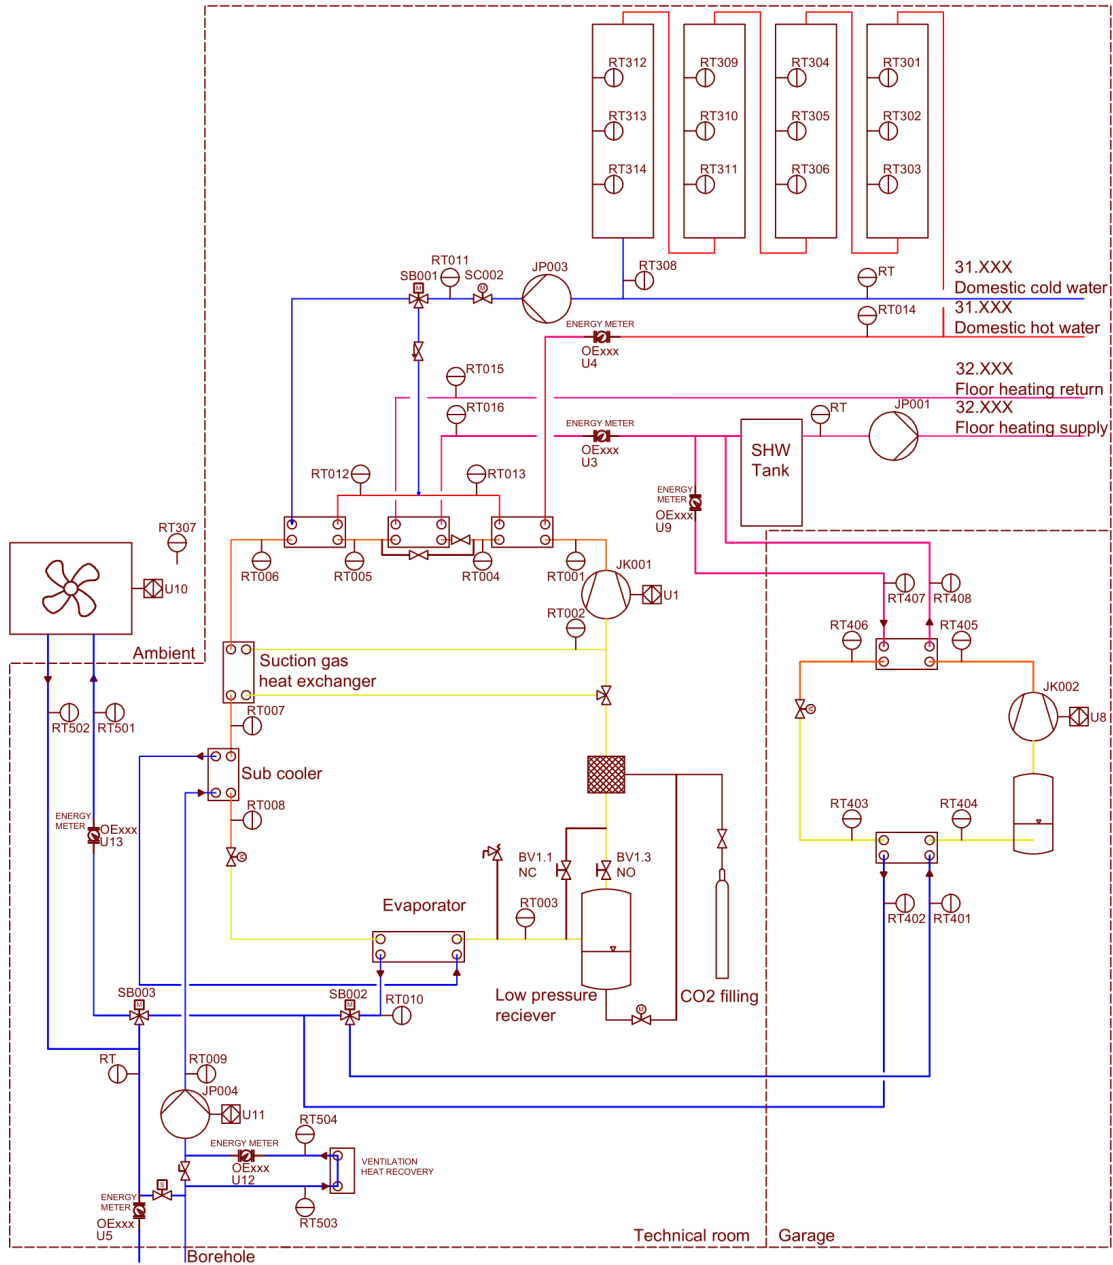 RT312
RT309
RT304
RT301
RT313
RT310
RT305
RT302
RT314
RT311
RT306
RT303
RT011
SB001
M
SC002
M
JP003
RT308
RT
31.XXX
Domestic cold water
31.XXX
Domestic hot water
RT014
ENERGY METER
OExxx
U4
RT015
32.XXX
Floor heating return
RT016
RT
JP001
32.XXX
Floor heating supply
ENERGY METER
OExxx
U3
SHW
Tank
RT012
RT013
ENERGY
METER
OExxx
U9
RT307
U10
RT006
RT005
RT004
RT001
JK001
U1
RT002
RT407
RT408
RT406
RT405
Ambient
Suction gas
heat exchanger
JK002
U8
RT502
RT501
RT007
M
Sub cooler
RT008
ENERGY
METER
OExxx
U13
M
RT403
RT404
BV1.1
NC
BV1.3
NO
RT003
Evaporator
RT402
RT401
SB003
M
SB002
M
RT010
Low pressure
reciever
M
CO2 filling
RT
RT009
JP004
U11
RT504
ENERGY METER
OExxx
U12
VENTILATION
HEAT RECOVERY
S
ENERGY
METER
OExxx
U5
RT503
Technical room
Garage
Borehole